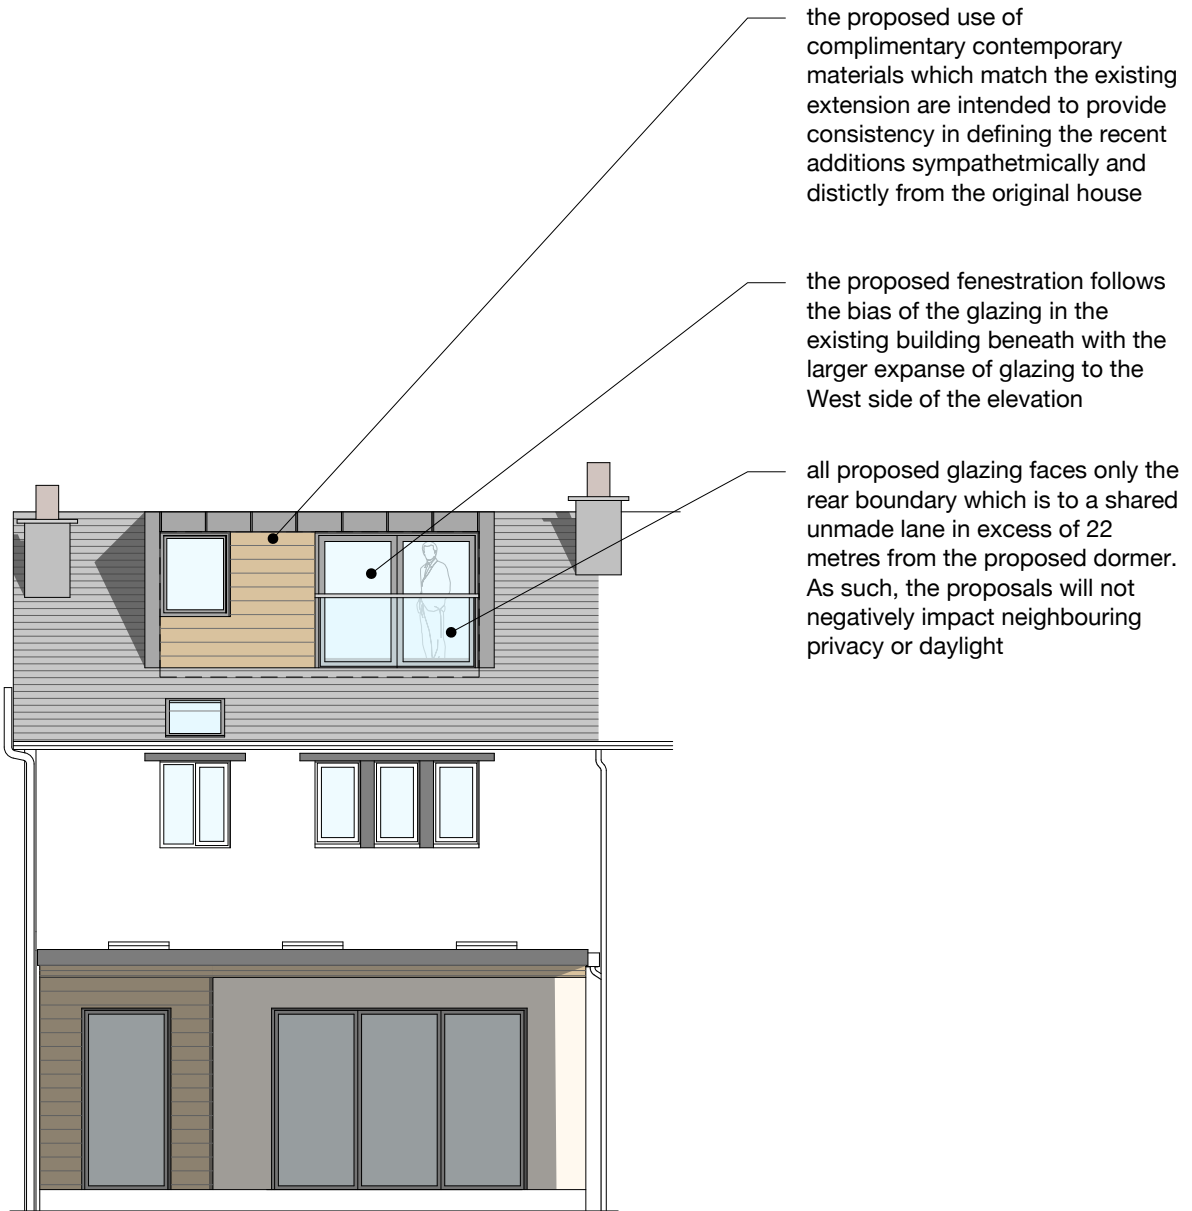 the proposed use of
complimentary contemporary
materials which match the existing
extension are intended to provide
consistency in defining the recent
additions sympathetmically and
distictly from the original house
the proposed fenestration follows
the bias of the glazing in the
existing building beneath with the
larger expanse of glazing to the
West side of the elevation
all proposed glazing faces only the
rear boundary which is to a shared
unmade lane in excess of 22
metres from the proposed dormer.
As such, the proposals will not
negatively impact neighbouring
privacy or daylight